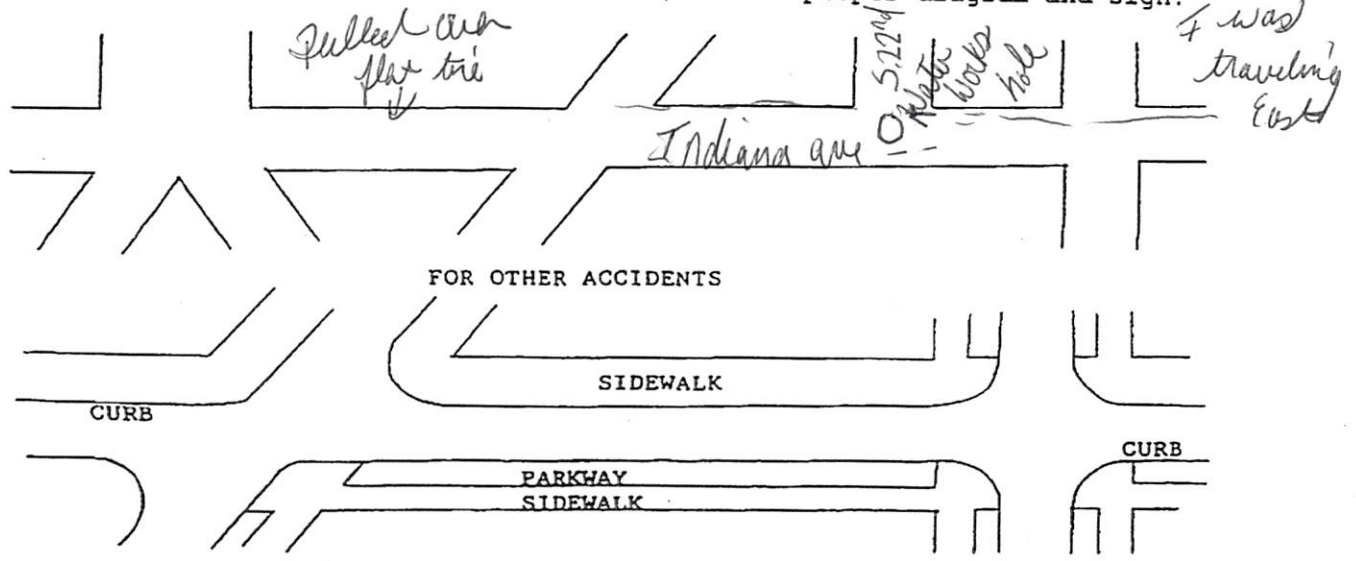 diagram and sign.
Pulled over
flat tire
S. 22nd
Water
Works
hole
I was
traveling
East
Indiana ave
FOR OTHER ACCIDENTS
SIDEWALK
CURB
CURB
PARKWAY
SIDEWALK